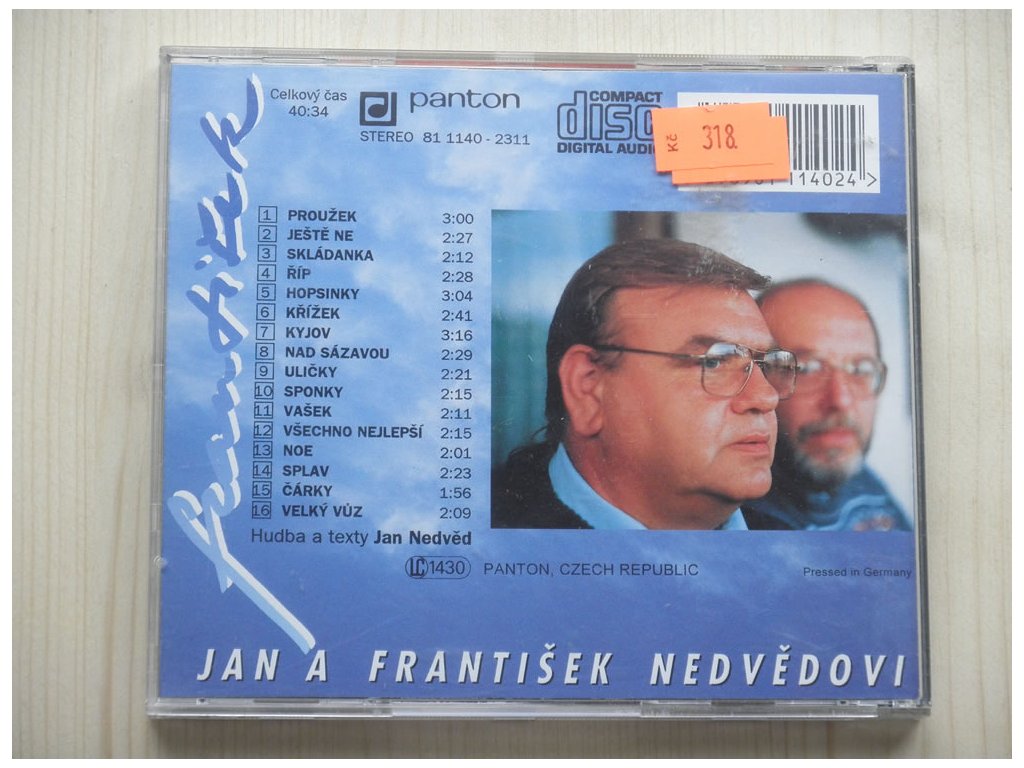 František
Celkový čas
40:34
panton
STEREO 81 1140 - 2311
COMPACT
disc
DIGITAL AUDIO
Kč 318.
114024 >
1 PROUŽEK 3:00
2 JEŠTĚ NE 2:27
3 SKLÁDANKA 2:12
4 ŘÍP 2:28
5 HOPSINKY 3:04
6 KŘÍŽEK 2:41
7 KYJOV 3:16
8 NAD SÁZAVOU 2:29
9 ULIČKY 2:21
10 SPONKY 2:15
11 VAŠEK 2:11
12 VŠECHNO NEJLEPŠÍ 2:15
13 NOE 2:01
14 SPLAV 2:23
15 ČÁRKY 1:56
16 VELKÝ VŮZ 2:09
Hudba a texty Jan Nedvěd
LC 1430 PANTON, CZECH REPUBLIC
Pressed in Germany
JAN A FRANTIŠEK NEDVĚDOVI